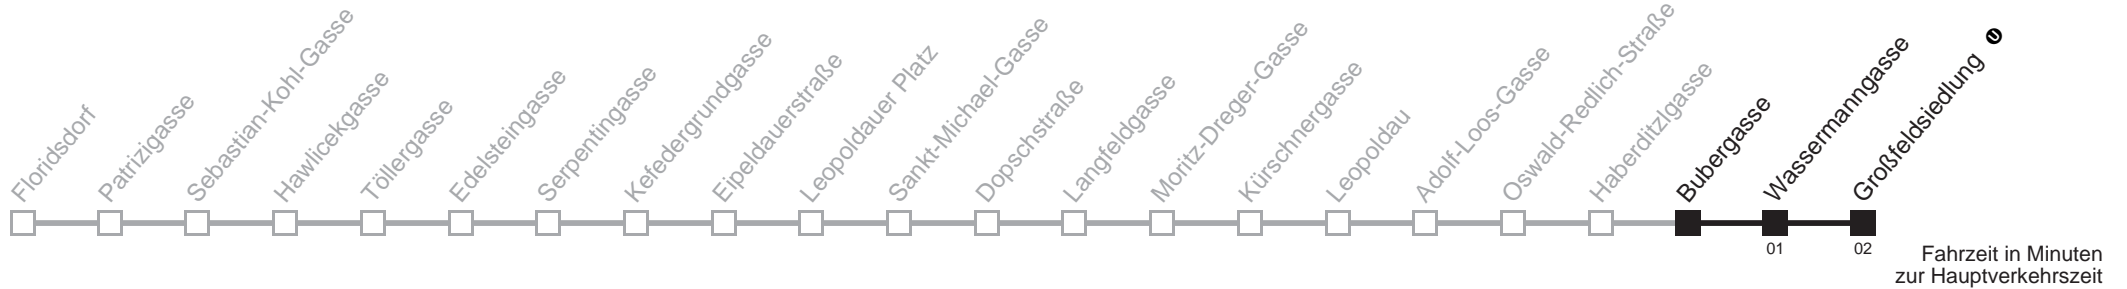 Floridsdorf
Patrizigasse
Sebastian-Kohl-Gasse
Hawlicekgasse
Töllergasse
Edelsteingasse
Serpentingasse
Kefedergrundgasse
Eipeldauerstraße
Leopoldauer Platz
Sankt-Michael-Gasse
Dopschstraße
Langfeldgasse
Moritz-Dreger-Gasse
Kürschnergasse
Leopoldau
Adolf-Loos-Gasse
Oswald-Redlich-Straße
Haberditzlgasse
Bubergasse
Wassermanngasse
Großfeldsiedlung U
01
02
Fahrzeit in Minuten
zur Hauptverkehrszeit